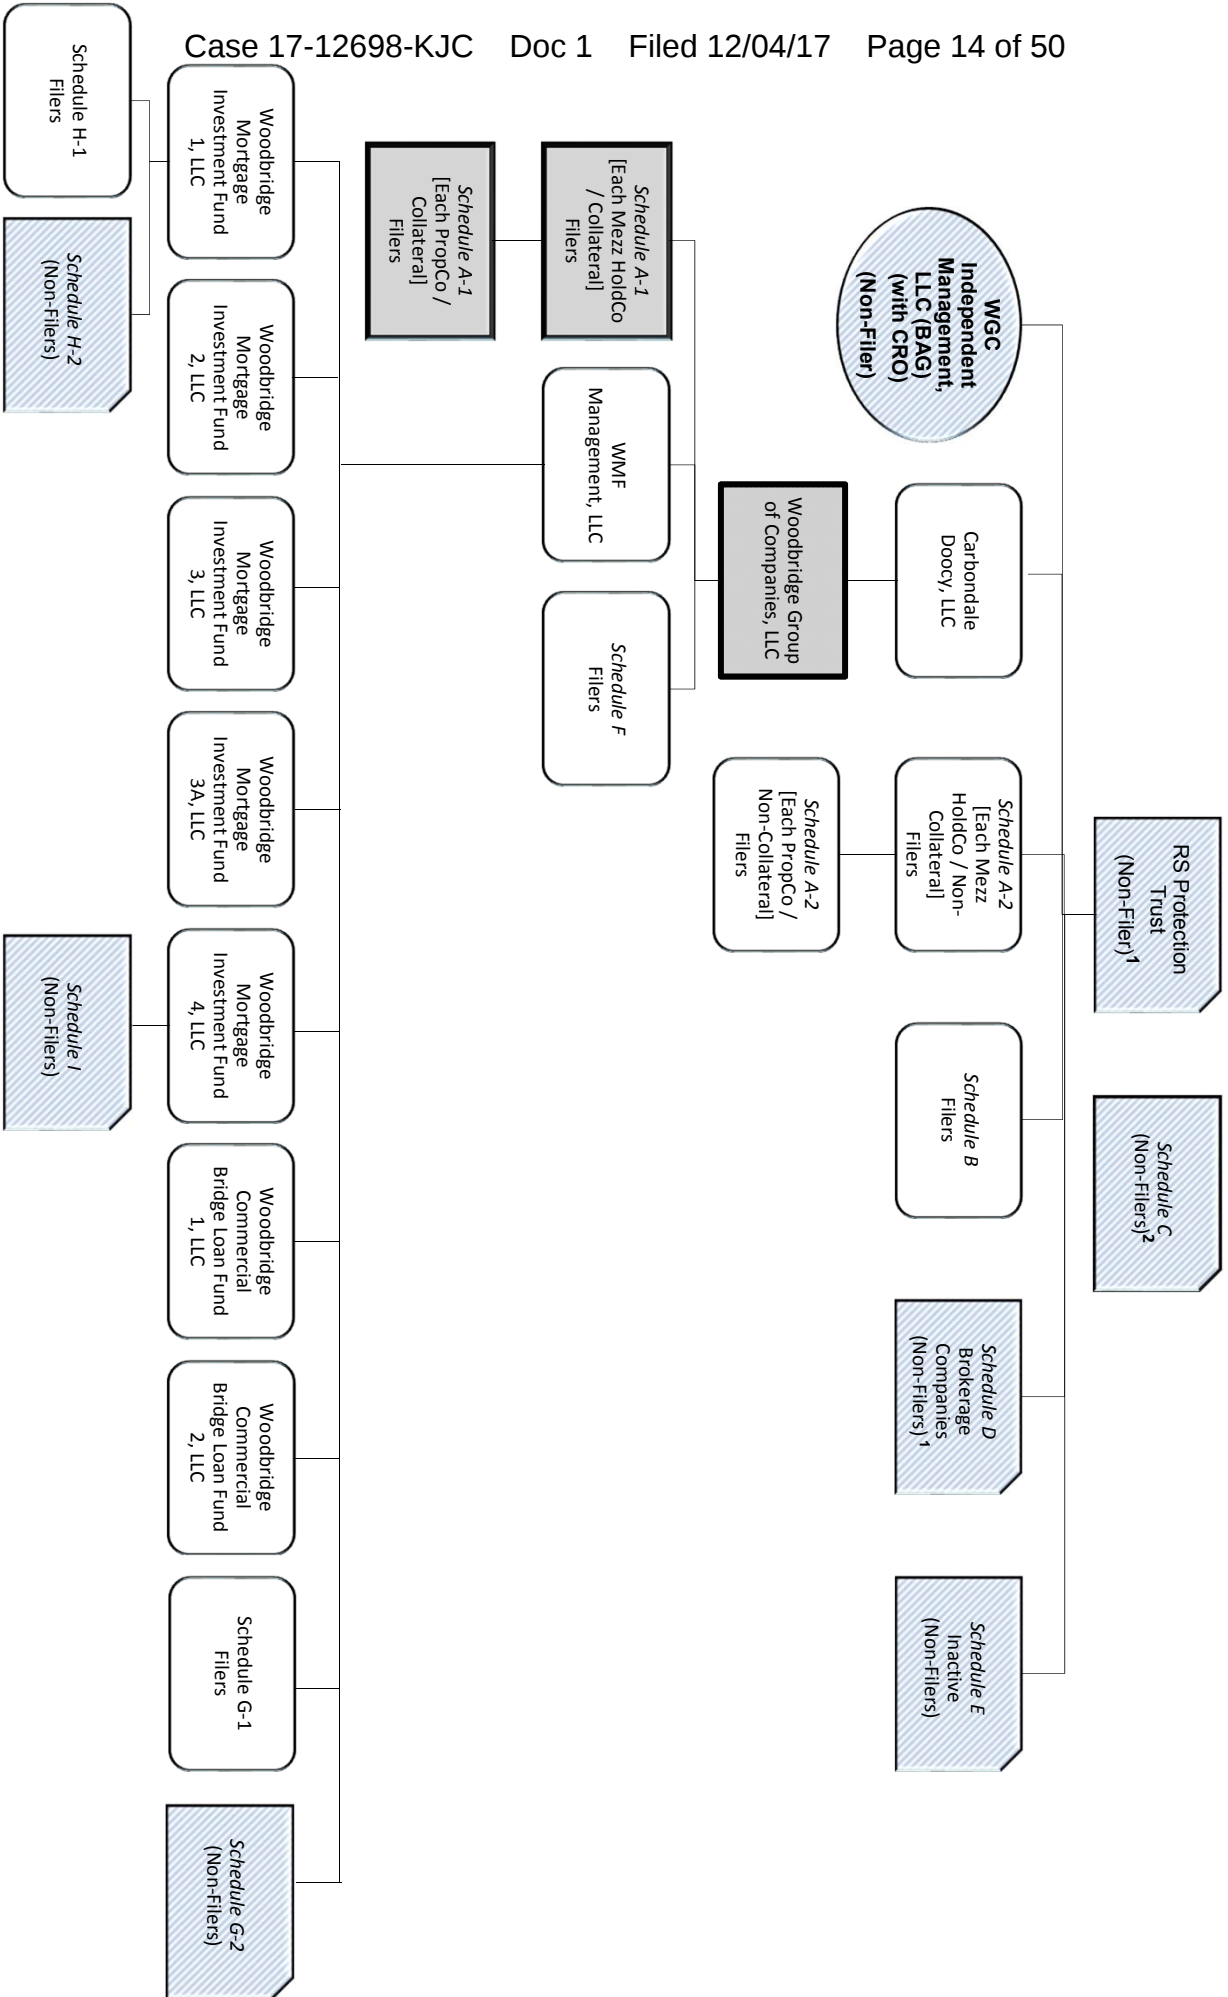 Case 17-12698-KJC Doc 1 Filed 12/04/17 Page 14 of 50
RS Protection
Trust
(Non-Filer)1
Schedule C
(Non-Filers)2
WGC
Independent
Management,
LLC (BAG)
(with CRO)
(Non-Filer)
Carbondale
Doocy, LLC
Schedule A-2
[Each Mezz
HoldCo / Non-
Collateral]
Filers
Schedule B
Filers
Schedule D
Brokerage
Companies
(Non-Filers)1
Schedule E
Inactive
(Non-Filers)
Woodbridge Group
of Companies, LLC
Schedule A-2
[Each PropCo /
Non-Collateral]
Filers
Schedule A-1
[Each Mezz HoldCo
/ Collateral]
Filers
WMF
Management, LLC
Schedule F
Filers
Schedule A-1
[Each PropCo /
Collateral]
Filers
Woodbridge
Mortgage
Investment Fund
1, LLC
Woodbridge
Mortgage
Investment Fund
2, LLC
Woodbridge
Mortgage
Investment Fund
3, LLC
Woodbridge
Mortgage
Investment Fund
3A, LLC
Woodbridge
Mortgage
Investment Fund
4, LLC
Woodbridge
Commercial
Bridge Loan Fund
1, LLC
Woodbridge
Commercial
Bridge Loan Fund
2, LLC
Schedule G-1
Filers
Schedule G-2
(Non-Filers)
Schedule H-1
Filers
Schedule H-2
(Non-Filers)
Schedule I
(Non-Filers)